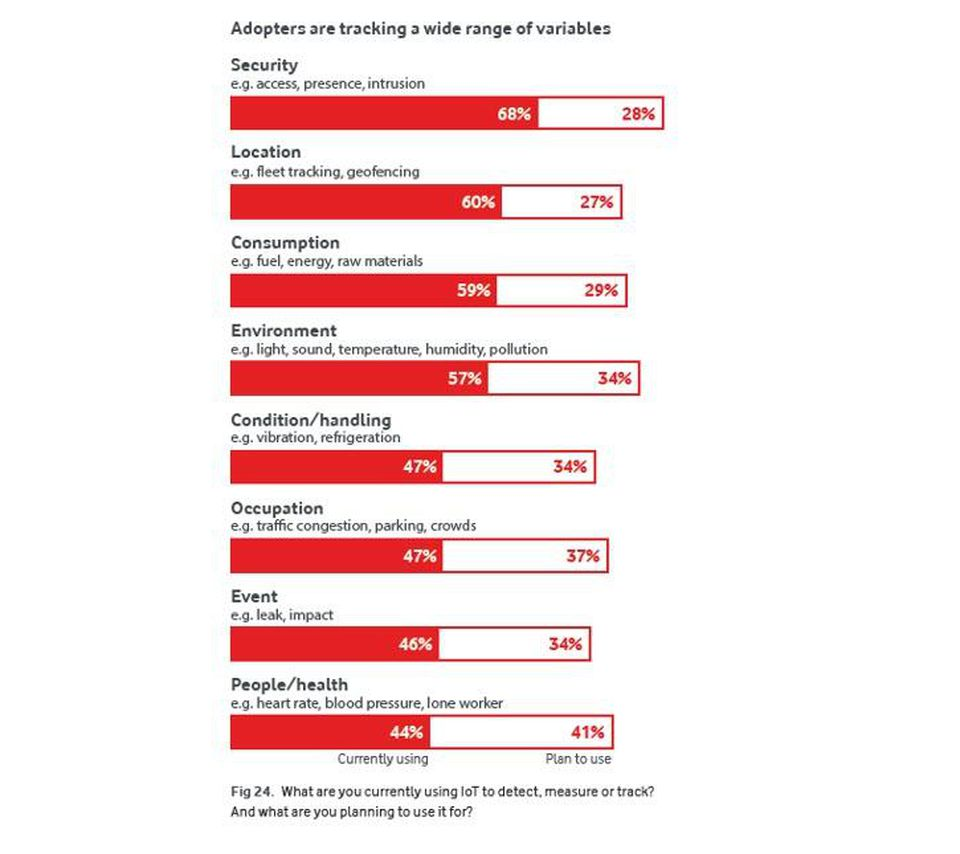 Adopters are tracking a wide range of variables
Security
e.g. access, presence, intrusion
68% 28%
Location
e.g. fleet tracking, geofencing
60% 27%
Consumption
e.g. fuel, energy, raw materials
59% 29%
Environment
e.g. light, sound, temperature, humidity, pollution
57% 34%
Condition/handling
e.g. vibration, refrigeration
47% 34%
Occupation
e.g. traffic congestion, parking, crowds
47% 37%
Event
e.g. leak, impact
46% 34%
People/health
e.g. heart rate, blood pressure, lone worker
44% 41%
Currently using Plan to use
Fig 24. What are you currently using IoT to detect, measure or track?
And what are you planning to use it for?